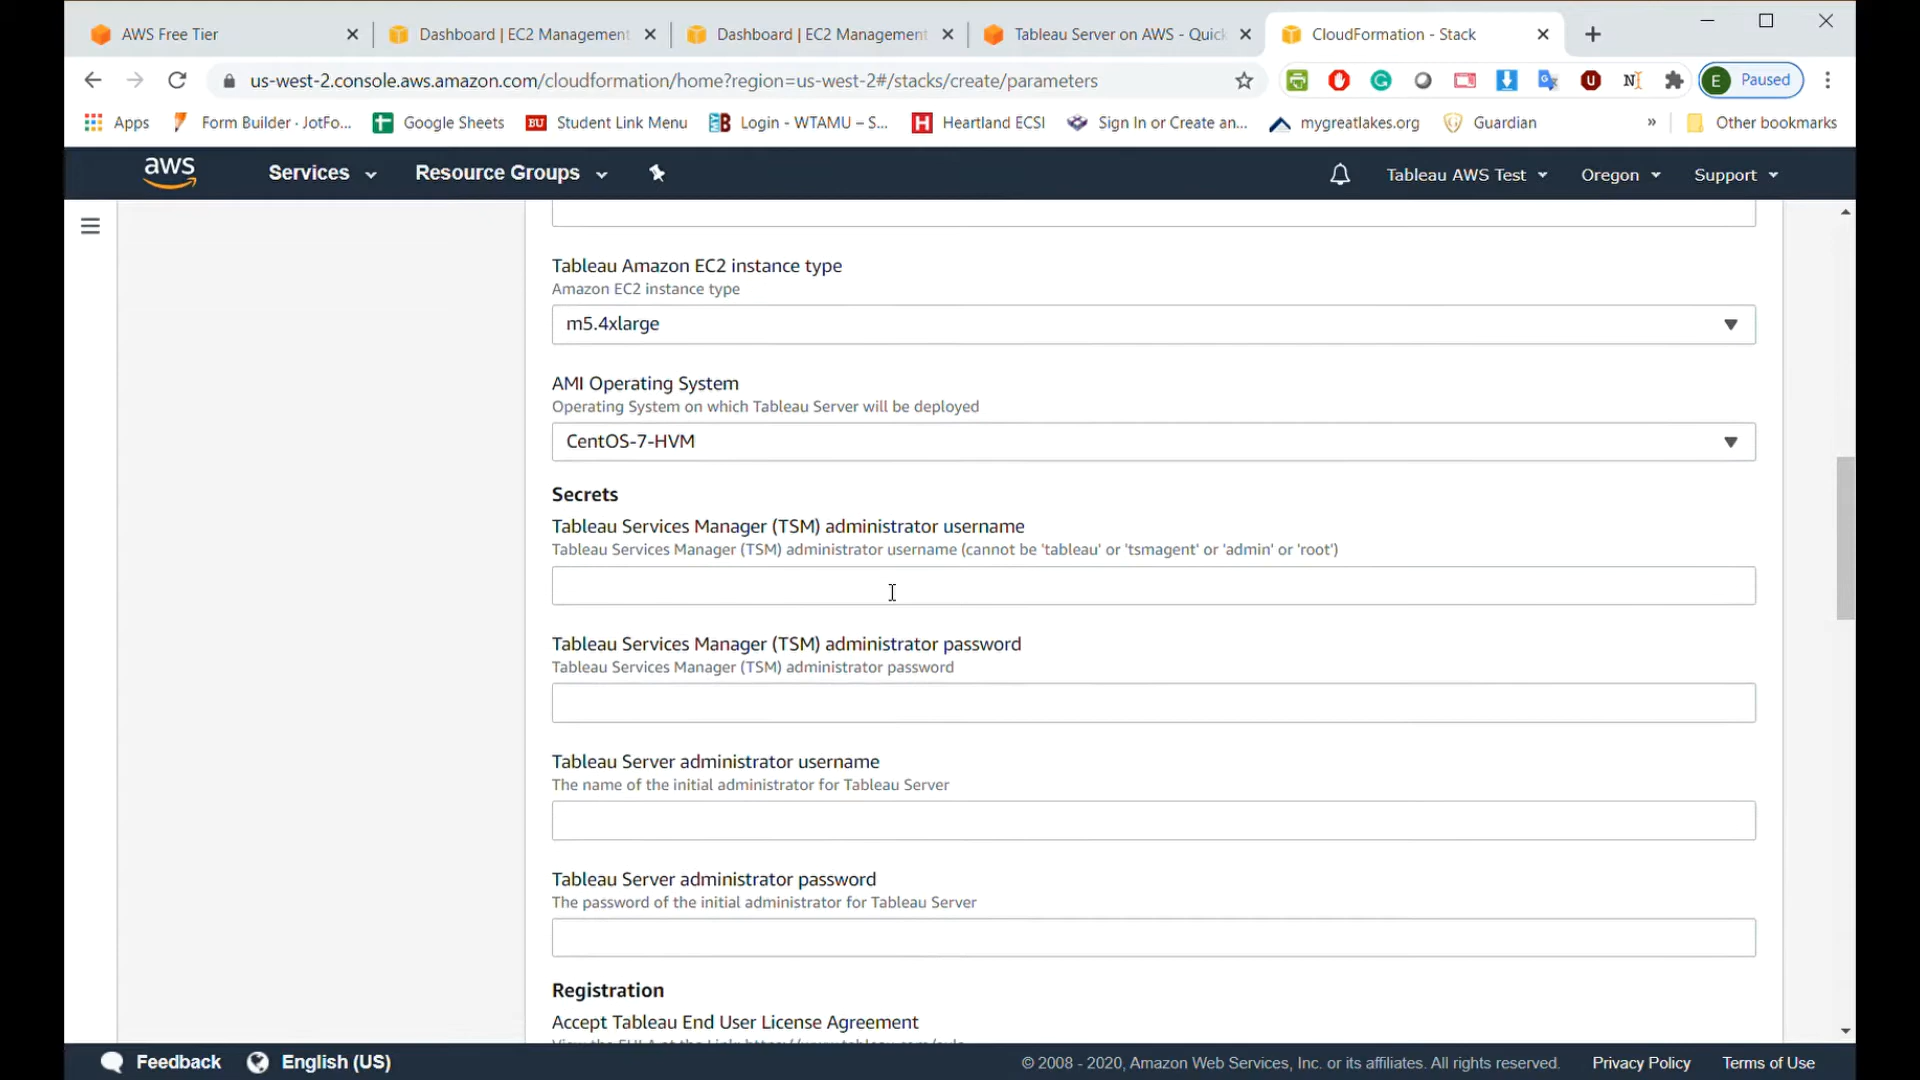 AWS Free Tier
Dashboard | EC2 Management
Dashboard | EC2 Management
Tableau Server on AWS - Quick
CloudFormation - Stack
us-west-2.console.aws.amazon.com/cloudformation/home?region=us-west-2#/stacks/create/parameters
E Paused
Apps
Form Builder · JotFo...
Google Sheets
BU Student Link Menu
Login - WTAMU – S...
H Heartland ECSI
Sign In or Create an...
mygreatlakes.org
Guardian
»
Other bookmarks
aws
Services
Resource Groups
Tableau AWS Test
Oregon
Support
Tableau Amazon EC2 instance type
Amazon EC2 instance type
m5.4xlarge
AMI Operating System
Operating System on which Tableau Server will be deployed
CentOS-7-HVM
Secrets
Tableau Services Manager (TSM) administrator username
Tableau Services Manager (TSM) administrator username (cannot be 'tableau' or 'tsmagent' or 'admin' or 'root')
Tableau Services Manager (TSM) administrator password
Tableau Services Manager (TSM) administrator password
Tableau Server administrator username
The name of the initial administrator for Tableau Server
Tableau Server administrator password
The password of the initial administrator for Tableau Server
Registration
Accept Tableau End User License Agreement
Feedback
English (US)
© 2008 - 2020, Amazon Web Services, Inc. or its affiliates. All rights reserved.
Privacy Policy
Terms of Use